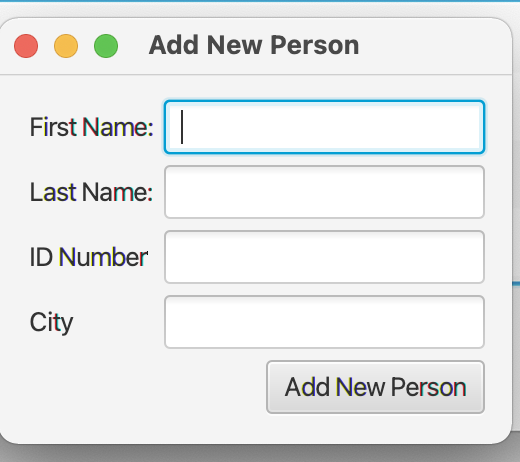 Add New Person
First Name:
Last Name:
ID Number
City
Add New Person